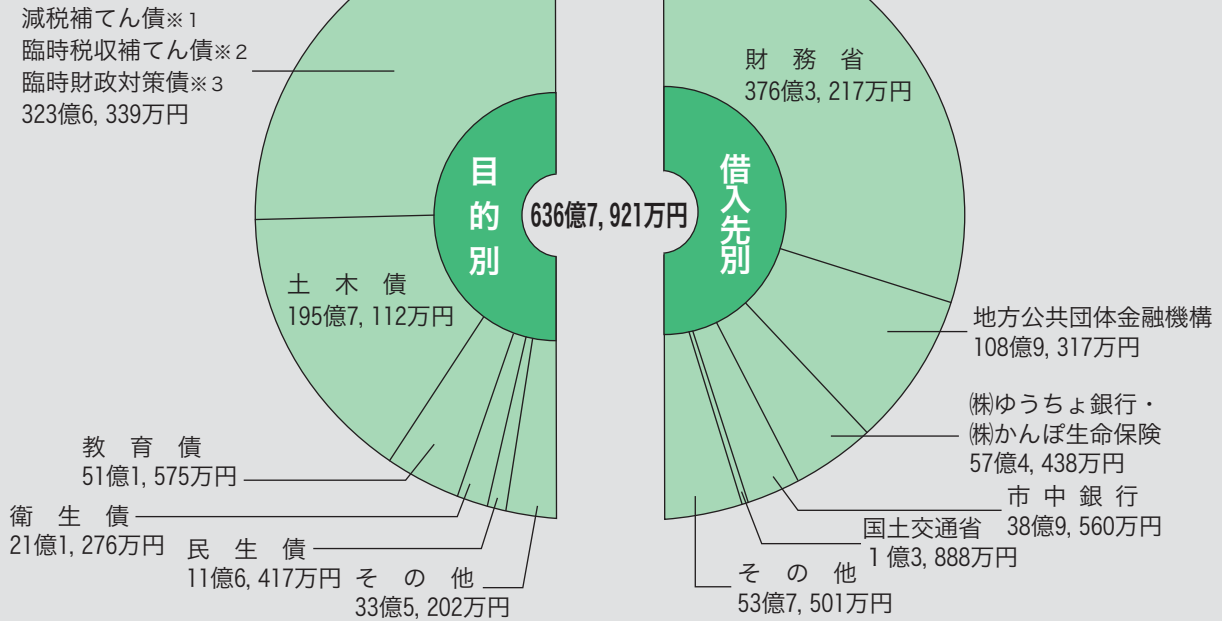 減税補てん債※1
臨時税収補てん債※2
臨時財政対策債※3
323億6,339万円
目的別
土木債
195億7,112万円
教育債
51億1,575万円
衛生債
21億1,276万円
民生債
11億6,417万円
その他
33億5,202万円
636億7,921万円
借入先別
財務省
376億3,217万円
地方公共団体金融機構
108億9,317万円
㈱ゆうちょ銀行・
㈱かんぽ生命保険
57億4,438万円
市中銀行
38億9,560万円
国土交通省
1億3,888万円
その他
53億7,501万円